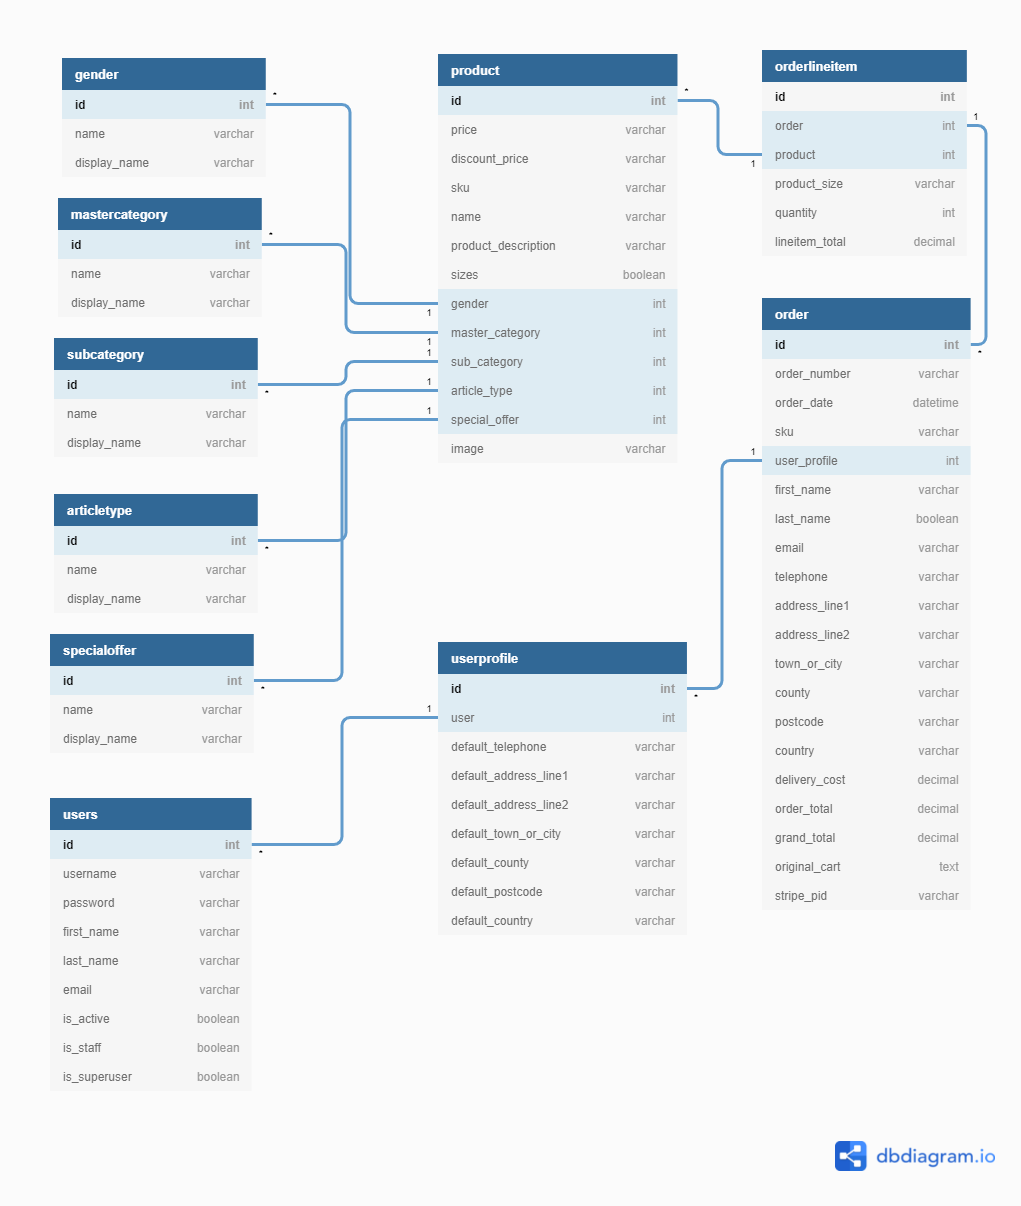 gender
id int
name varchar
display_name varchar
*
mastercategory
id int
name varchar
display_name varchar
*
subcategory
id int
name varchar
display_name varchar
*
articletype
id int
name varchar
display_name varchar
*
specialoffer
id int
name varchar
display_name varchar
*
users
id int
username varchar
password varchar
first_name varchar
last_name varchar
email varchar
is_active boolean
is_staff boolean
is_superuser boolean
*
product
id int
price varchar
discount_price varchar
sku varchar
name varchar
product_description varchar
sizes boolean
gender int
master_category int
sub_category int
article_type int
special_offer int
image varchar
*
1
1
1
1
1
userprofile
id int
user int
default_telephone varchar
default_address_line1 varchar
default_address_line2 varchar
default_town_or_city varchar
default_county varchar
default_postcode varchar
default_country varchar
1
*
orderlineitem
id int
order int
product int
product_size varchar
quantity int
lineitem_total decimal
1
1
order
id int
order_number varchar
order_date datetime
sku varchar
user_profile int
first_name varchar
last_name boolean
email varchar
telephone varchar
address_line1 varchar
address_line2 varchar
town_or_city varchar
county varchar
postcode varchar
country varchar
delivery_cost decimal
order_total decimal
grand_total decimal
original_cart text
stripe_pid varchar
*
1
dbdiagram.io